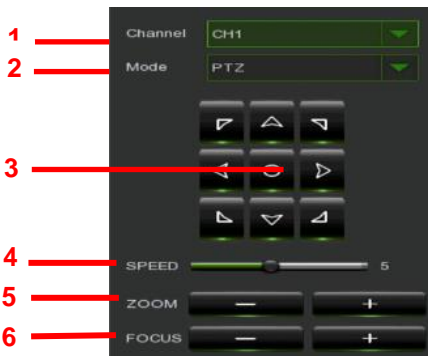 1 Channel CH1
2 Mode PTZ
3
4 SPEED 5
5 ZOOM − +
6 FOCUS − +